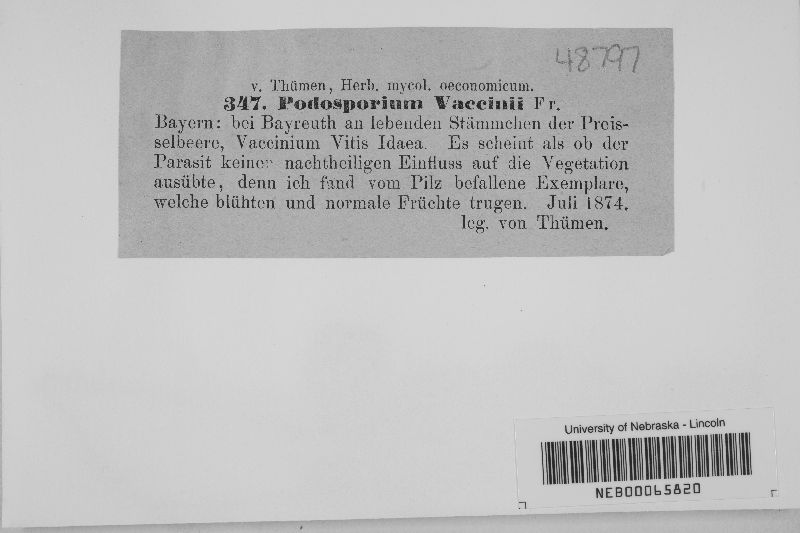 48797
v. Thümen, Herb. mycol. oeconomicum.
347. Podosporium Vaccinii Fr.
Bayern: bei Bayreuth an lebenden Stämmchen der Preis-
selbeere, Vaccinium Vitis Idaea. Es scheint als ob der
Parasit keinen nachtheiligen Einfluss auf die Vegetation
ausübte, denn ich fand vom Pilz befallene Exemplare,
welche blühten und normale Früchte trugen. Juli 1874.
leg. von Thümen.
University of Nebraska - Lincoln
NEB00065820